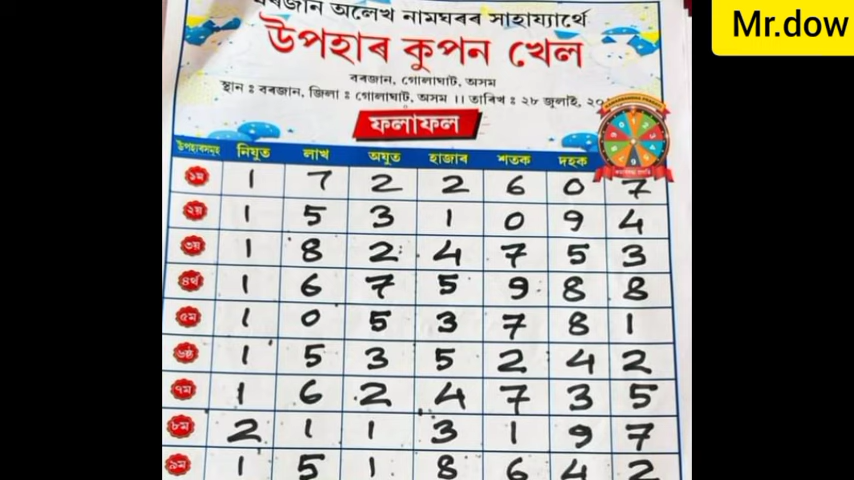 Mr.dow
বৰজান অলেখ নামঘৰৰ সাহায্যাৰ্থে
উপহাৰ কুপন খেল
বৰজান, গোলাঘাট, অসম
স্থান : বৰজান, জিলা : গোলাঘাট, অসম ।। তাৰিখ : ২৮ জুলাই,
ফলাফল
উপহাৰসমূহ নিযুত লাখ অযুত হাজাৰ শতক দহক
১ম 1 7 2 2 6 0 7
২য় 1 5 3 1 0 9 4
৩য় 1 8 2 4 7 5 3
৪ৰ্থ 1 6 7 5 9 8 8
৫ম 1 0 5 3 7 8 1
৬ষ্ঠ 1 5 3 5 2 4 2
৭ম 1 6 2 4 7 3 5
৮ম 2 1 1 3 1 9 7
৯ম 1 5 1 8 6 4 2